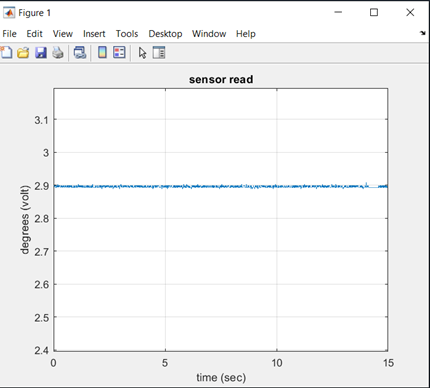 Figure 1
File Edit View Insert Tools Desktop Window Help
sensor read
degrees (volt)
3.1
3
2.9
2.8
2.7
2.6
2.5
2.4
0 5 10 15
time (sec)